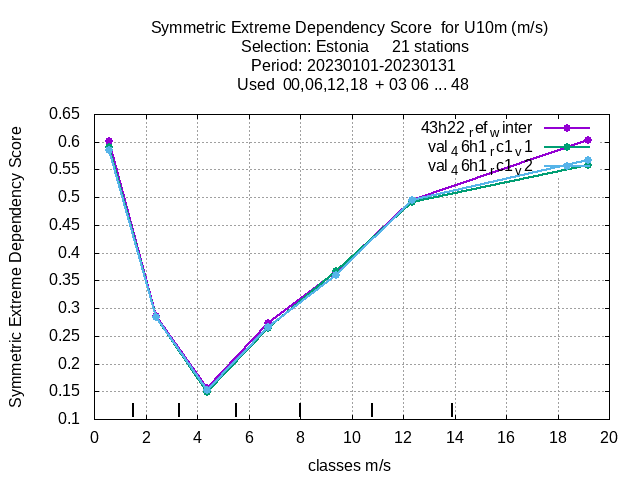 Symmetric Extreme Dependency Score  for U10m (m/s)
Selection: Estonia     21 stations
Period: 20230101-20230131
Used  00,06,12,18  + 03 06 ... 48
Symmetric Extreme Dependency Score
0.65
0.6
0.55
0.5
0.45
0.4
0.35
0.3
0.25
0.2
0.15
0.1
43h22_ref_winter
val_46h1_rc1_v1
val_46h1_rc1_v2
0 2 4 6 8 10 12 14 16 18 20
classes m/s